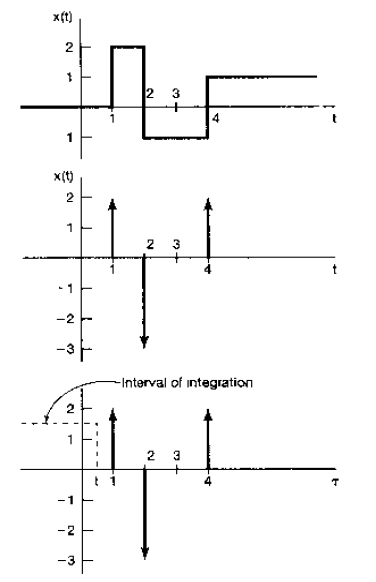 x(t)
2
1
2 3
1 4 t
1
x(t)
2
1
2 3
1 4 t
-1
-2
-3
Interval of integration
2
1
2 3
t 1 4 τ
-1
-2
-3